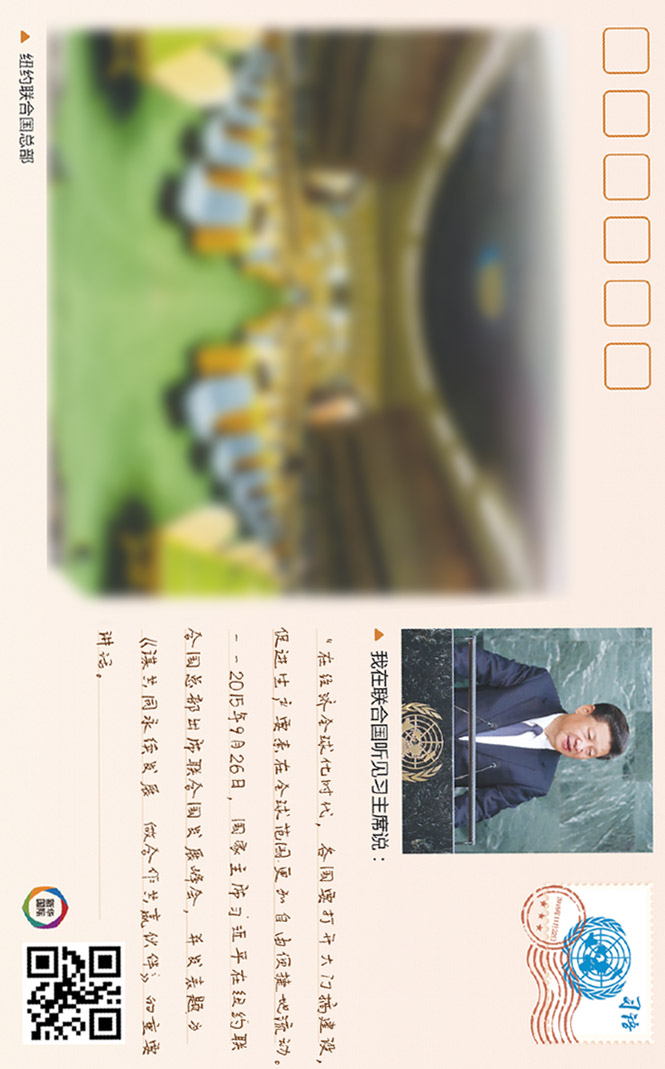 纽约联合国总部
我在联合国听见习主席说：
“在经济全球化时代，各国要打开大门搞建设，
促进生产要素在全球范围更加自由便捷地流动。
--2015年9月26日，国家主席习近平在纽约联
合国总部出席联合国发展峰会，并发表题为
《谋共同永续发展 做合作共赢伙伴》的重要
讲话。
习语
新华
国际